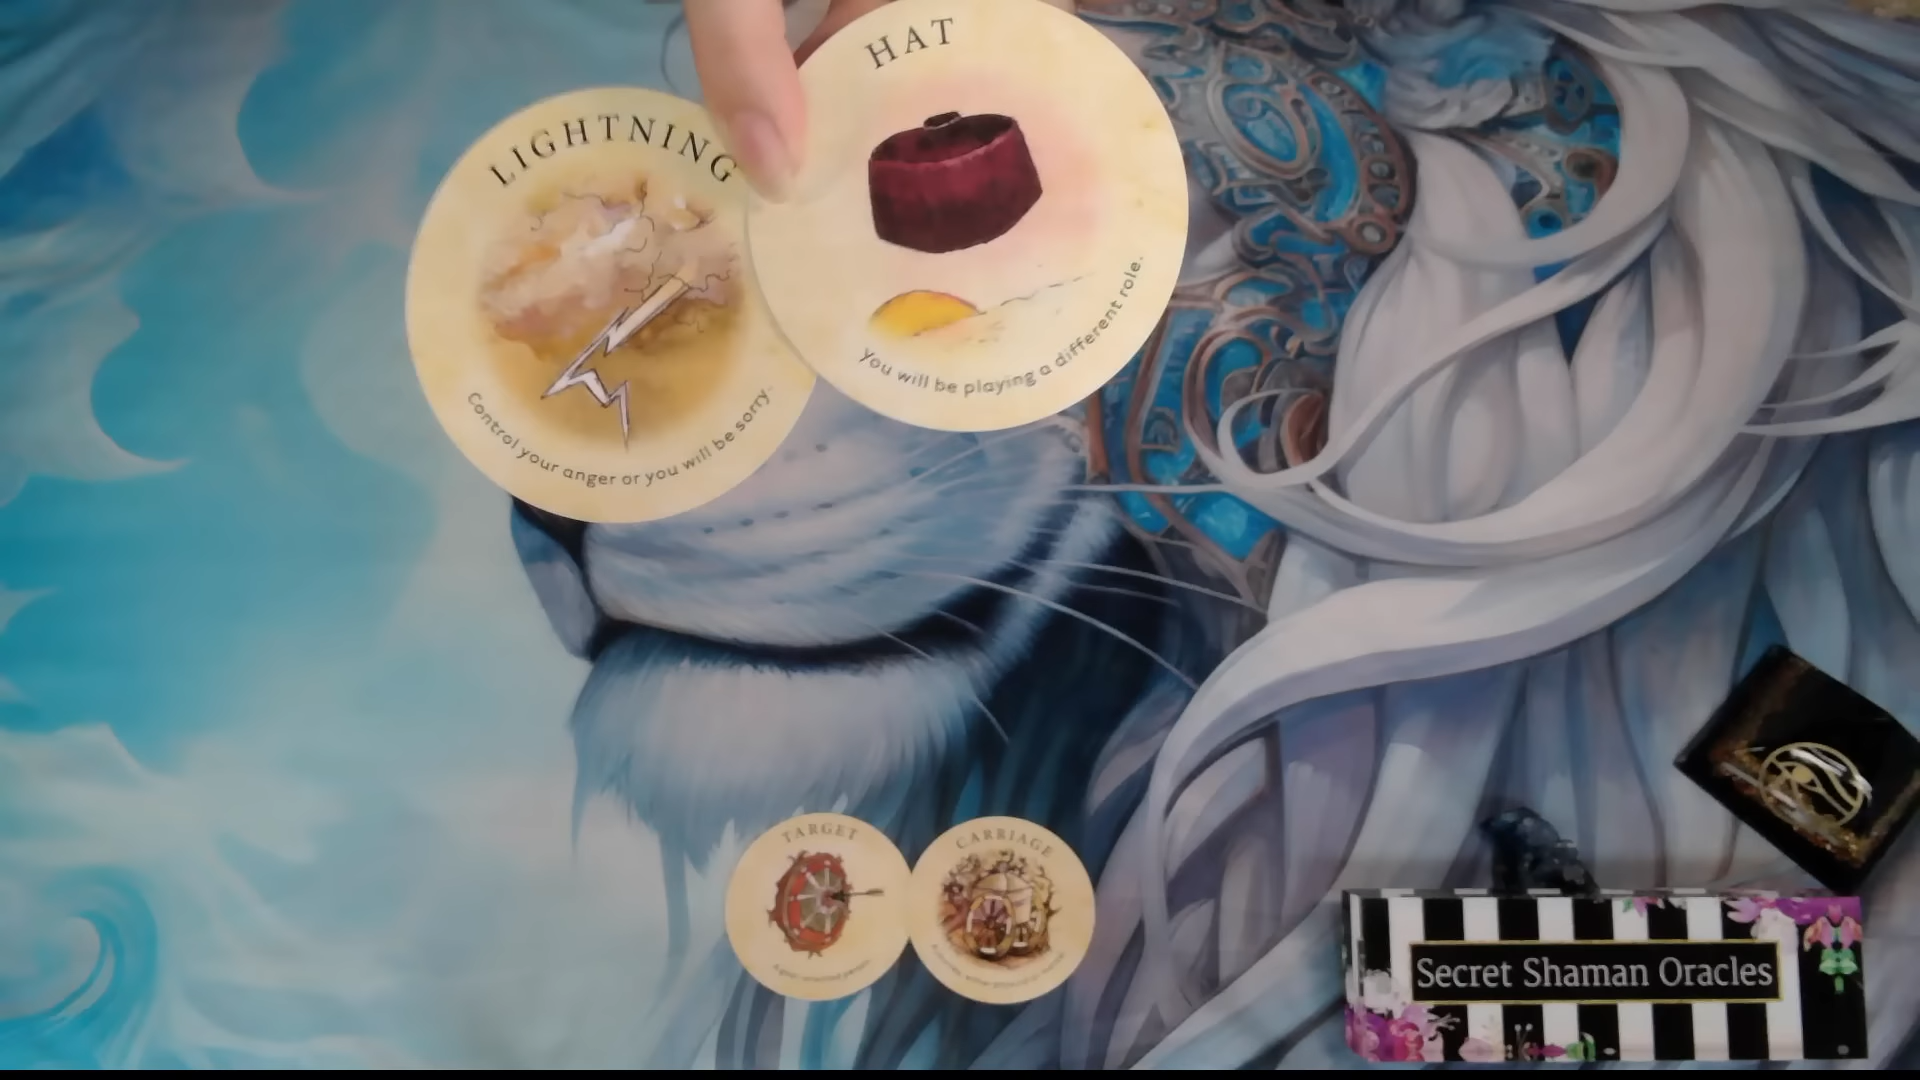 HAT
You will be playing a different role.
LIGHTNING
Control your anger or you will be sorry.
TARGET
CARRIAGE
Secret Shaman Oracles